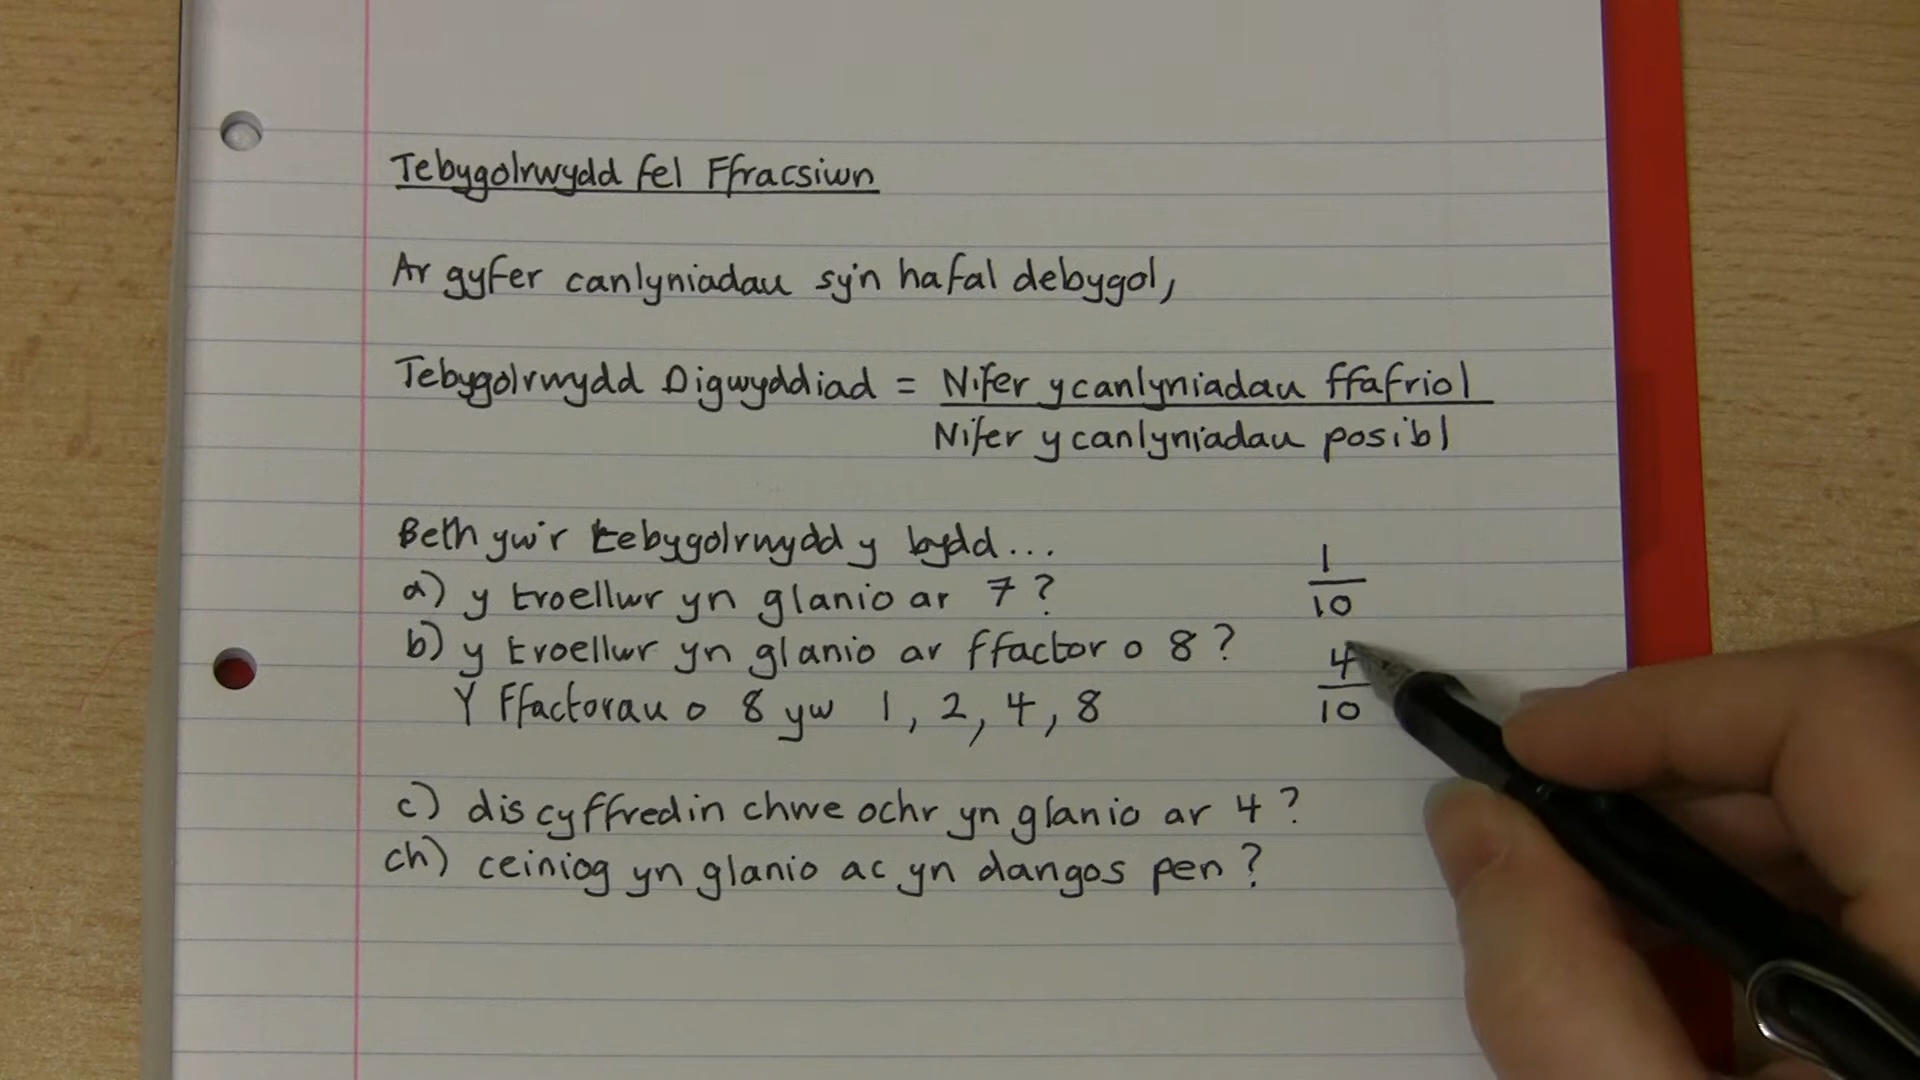 Tebygolrwydd fel Ffracsiwn
Ar gyfer canlyniadau sy'n hafal debygol,
Tebygolrwydd Digwyddiad = Nifer y canlyniadau ffafriol
Nifer y canlyniadau posibl
Beth yw'r tebygolrwydd y bydd...
a) y troellwr yn glanio ar 7? 1/10
b) y troellwr yn glanio ar ffactor o 8? 4/10
Y Ffactorau o 8 yw 1, 2, 4, 8
c) dis cyffredin chwe ochr yn glanio ar 4?
ch) ceiniog yn glanio ac yn dangos pen?